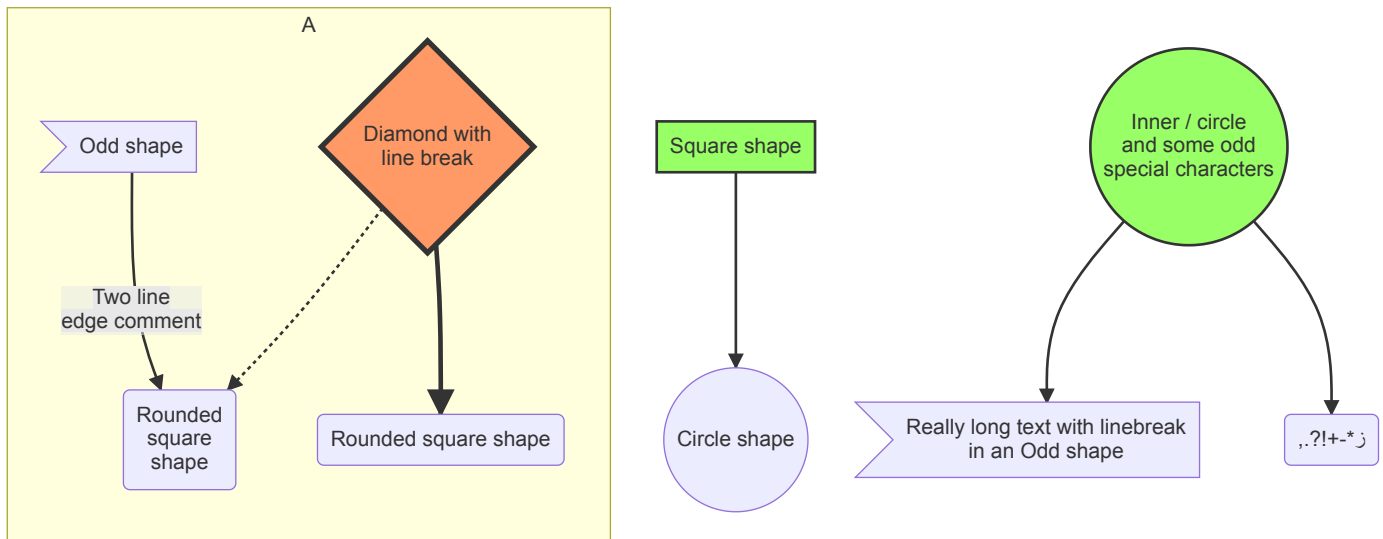 A
Odd shape
Diamond with
line break
Two line
edge comment
Rounded
square
shape
Rounded square shape
Square shape
Circle shape
Inner / circle
and some odd
special characters
Really long text with linebreak
in an Odd shape
,.?!+-*ز